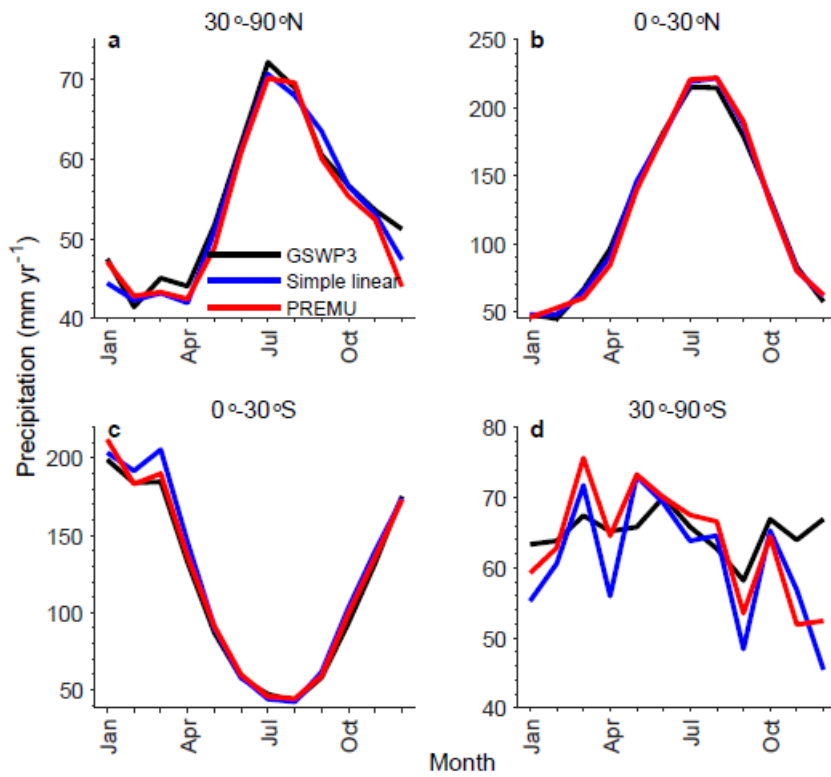 30°-90°N
a
70
60
50
40
GSWP3
Simple linear
PREMU
Jan
Apr
Jul
Oct
0°-30°N
b
250
200
150
100
50
Jan
Apr
Jul
Oct
Precipitation (mm yr⁻¹)
0°-30°S
c
200
150
100
50
Jan
Apr
Jul
Oct
30°-90°S
d
80
70
60
50
40
Jan
Apr
Jul
Oct
Month